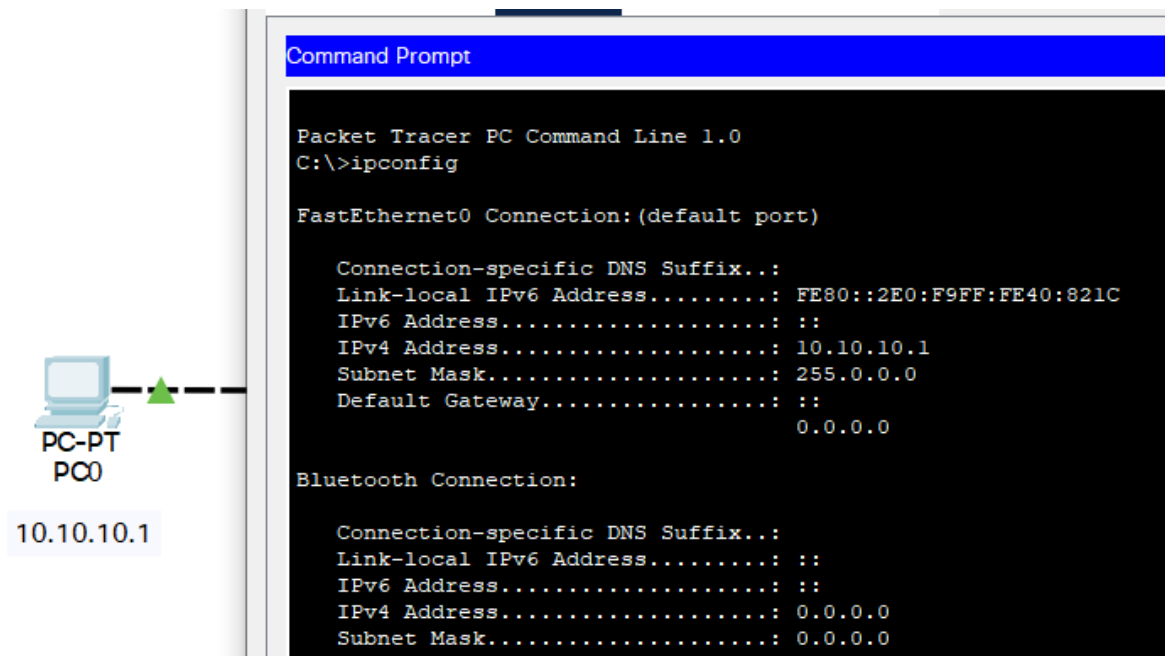 Command Prompt
Packet Tracer PC Command Line 1.0
C:\>ipconfig
FastEthernet0 Connection:(default port)
Connection-specific DNS Suffix..:
Link-local IPv6 Address.........: FE80::2E0:F9FF:FE40:821C
IPv6 Address....................: ::
IPv4 Address....................: 10.10.10.1
Subnet Mask.....................: 255.0.0.0
Default Gateway.................: ::
0.0.0.0
Bluetooth Connection:
Connection-specific DNS Suffix..:
Link-local IPv6 Address.........: ::
IPv6 Address....................: ::
IPv4 Address....................: 0.0.0.0
Subnet Mask.....................: 0.0.0.0
PC-PT
PC0
10.10.10.1